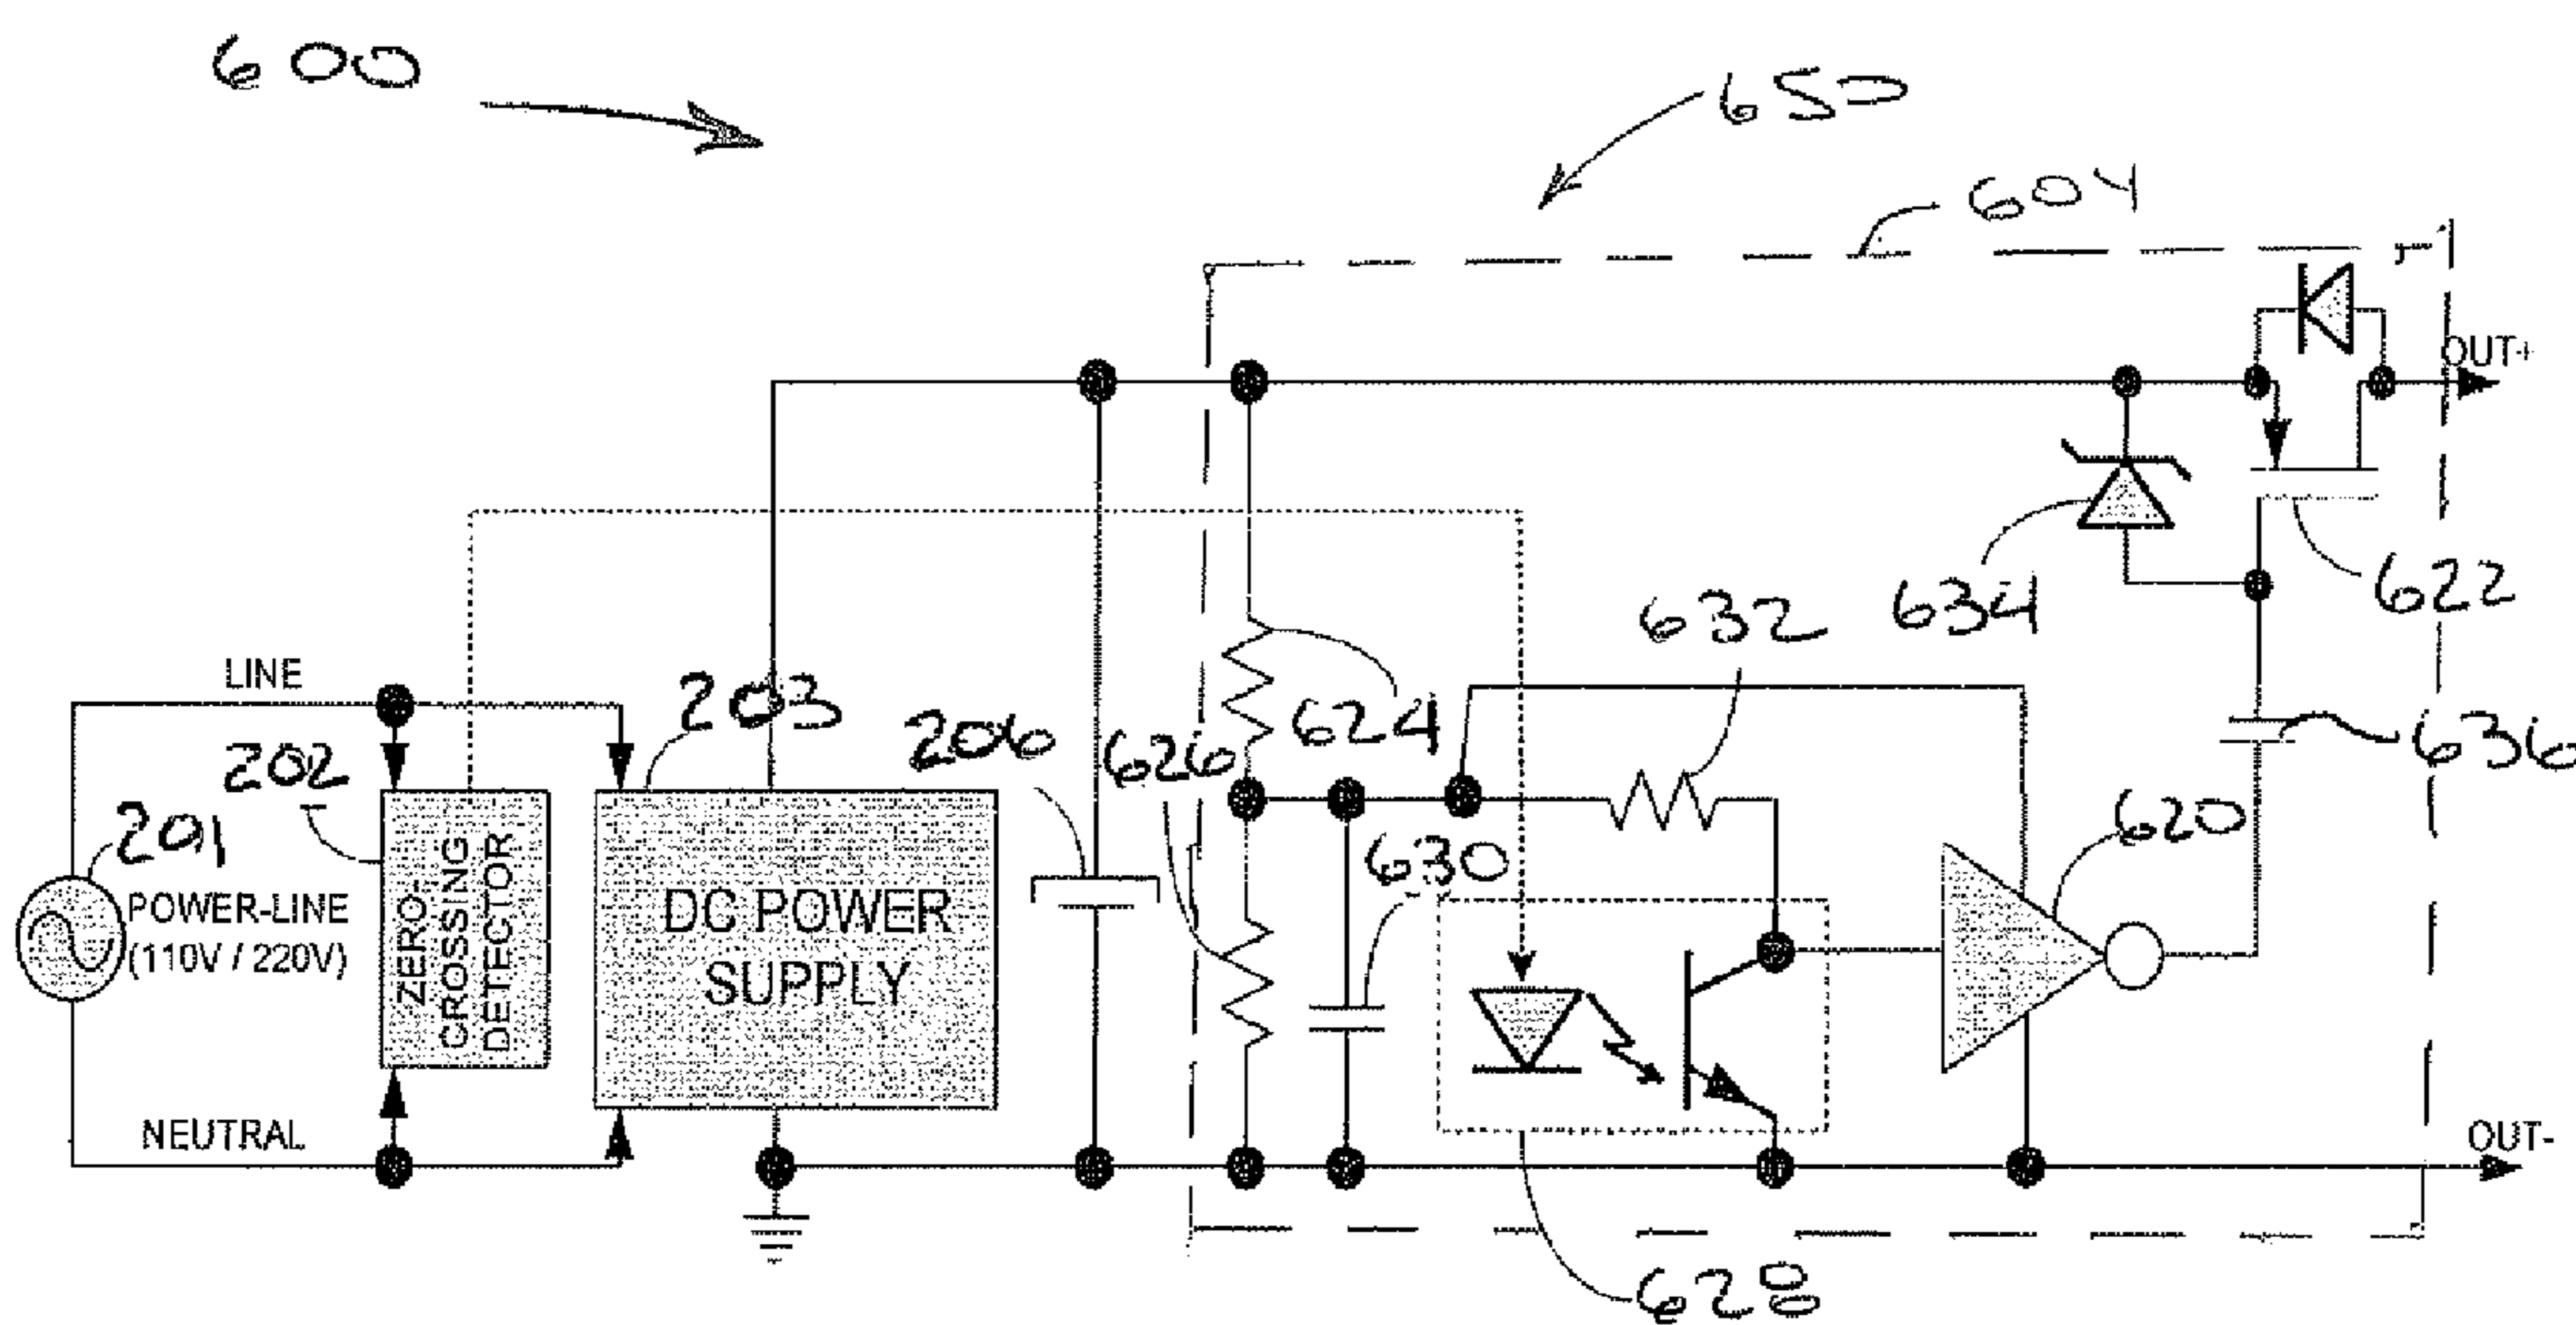 600
650
604
OUT+
634
622
632
LINE
203
206
626
624
636
202
201
620
630
POWER-LINE
(110V / 220V)
ZERO-
CROSSING
DETECTOR
DC POWER
SUPPLY
NEUTRAL
OUT-
628